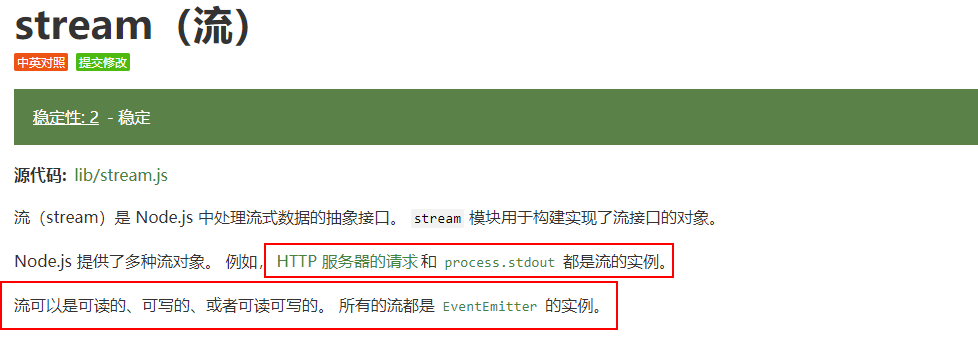 stream（流）
中英对照 提交修改
稳定性: 2 - 稳定
源代码: lib/stream.js
流（stream）是 Node.js 中处理流式数据的抽象接口。 stream 模块用于构建实现了流接口的对象。
Node.js 提供了多种流对象。 例如，HTTP 服务器的请求和 process.stdout 都是流的实例。
流可以是可读的、可写的、或者可读可写的。 所有的流都是 EventEmitter 的实例。